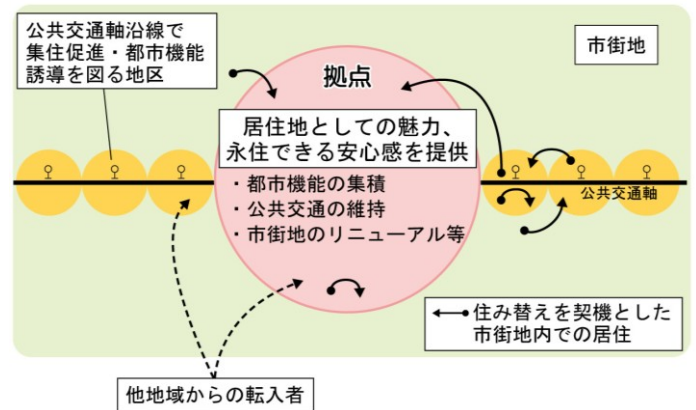 公共交通軸沿線で
集住促進・都市機能
誘導を図る地区
市街地
拠点
居住地としての魅力、
永住できる安心感を提供
・都市機能の集積
・公共交通の維持
・市街地のリニューアル等
公共交通軸
住み替えを契機とした
市街地内での居住
他地域からの転入者